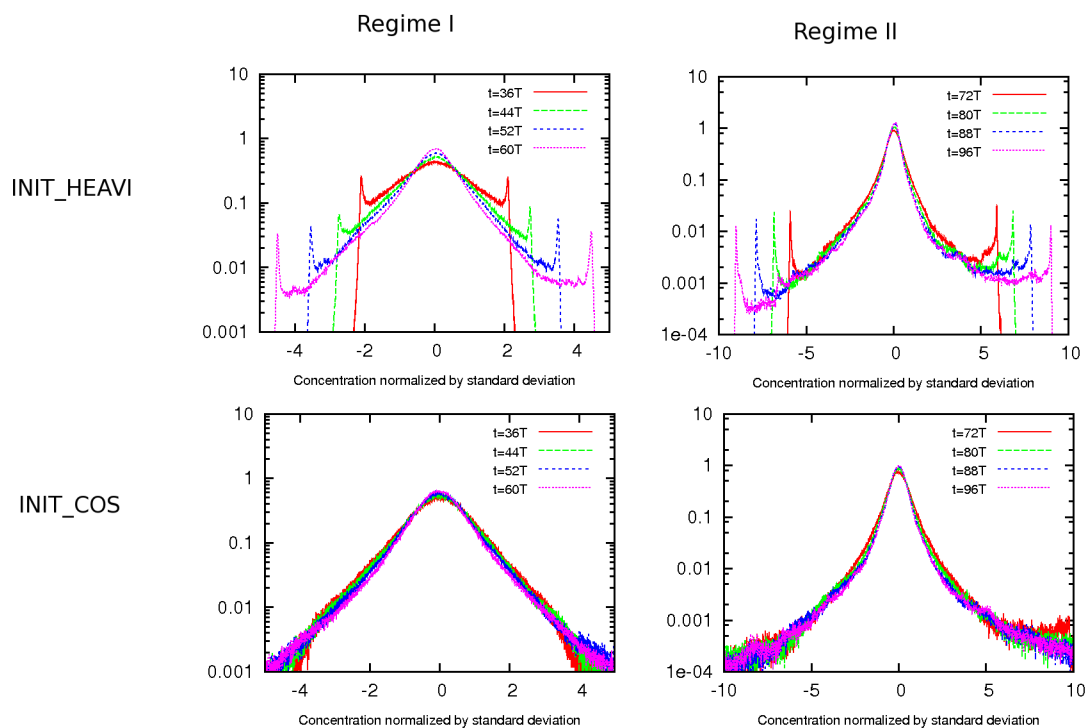 Regime I
Regime II
INIT_HEAVI
10
1
0.1
0.01
0.001
-4
-2
0
2
4
t=36T
t=44T
t=52T
t=60T
Concentration normalized by standard deviation
10
1
0.1
0.01
0.001
1e-04
-10
-5
0
5
10
t=72T
t=80T
t=88T
t=96T
Concentration normalized by standard deviation
INIT_COS
10
1
0.1
0.01
0.001
-4
-2
0
2
4
t=36T
t=44T
t=52T
t=60T
Concentration normalized by standard deviation
10
1
0.1
0.01
0.001
1e-04
-10
-5
0
5
10
t=72T
t=80T
t=88T
t=96T
Concentration normalized by standard deviation